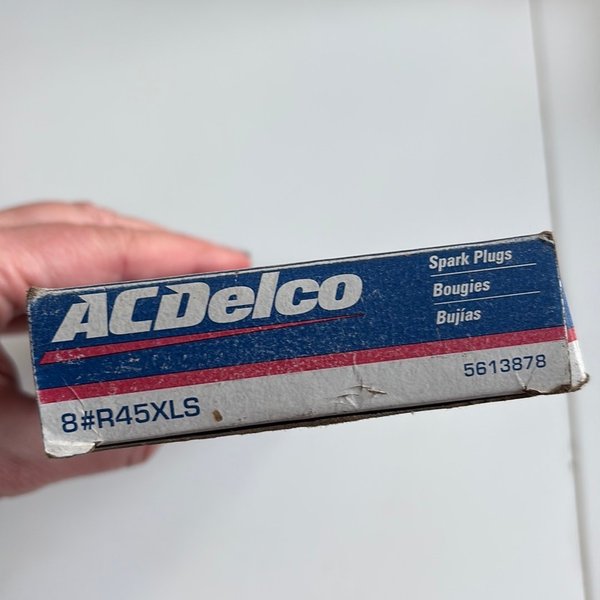 ACDelco
Spark Plugs
Bougies
Bujías
8#R45XLS
5613878